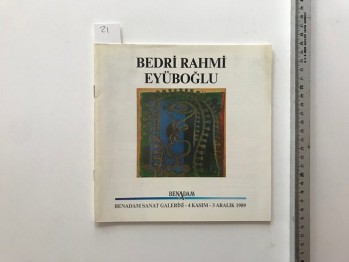 21
BEDRİ RAHMİ
EYÜBOĞLU
BENADAM
BENADAM SANAT GALERİSİ - 4 KASIM - 3 ARALIK 1989